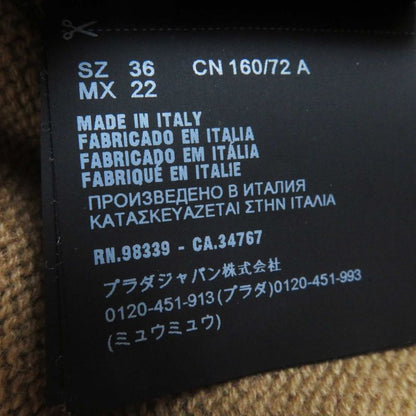 SZ 36 CN 160/72 A
MX 22
MADE IN ITALY
FABRICADO EN ITALIA
FABRICADO EM ITÁLIA
FABRIQUÉ EN ITALIE
ПРОИЗВЕДЕНО В ИТАЛИЯ
ΚΑΤΑΣΚΕΥΑΖΕΤΑΙ ΣΤΗΝ ΙΤΑΛΙΑ
RN.98339 - CA.34767
プラダジャパン株式会社
0120-451-913(プラダ)0120-451-993
(ミュウミュウ)